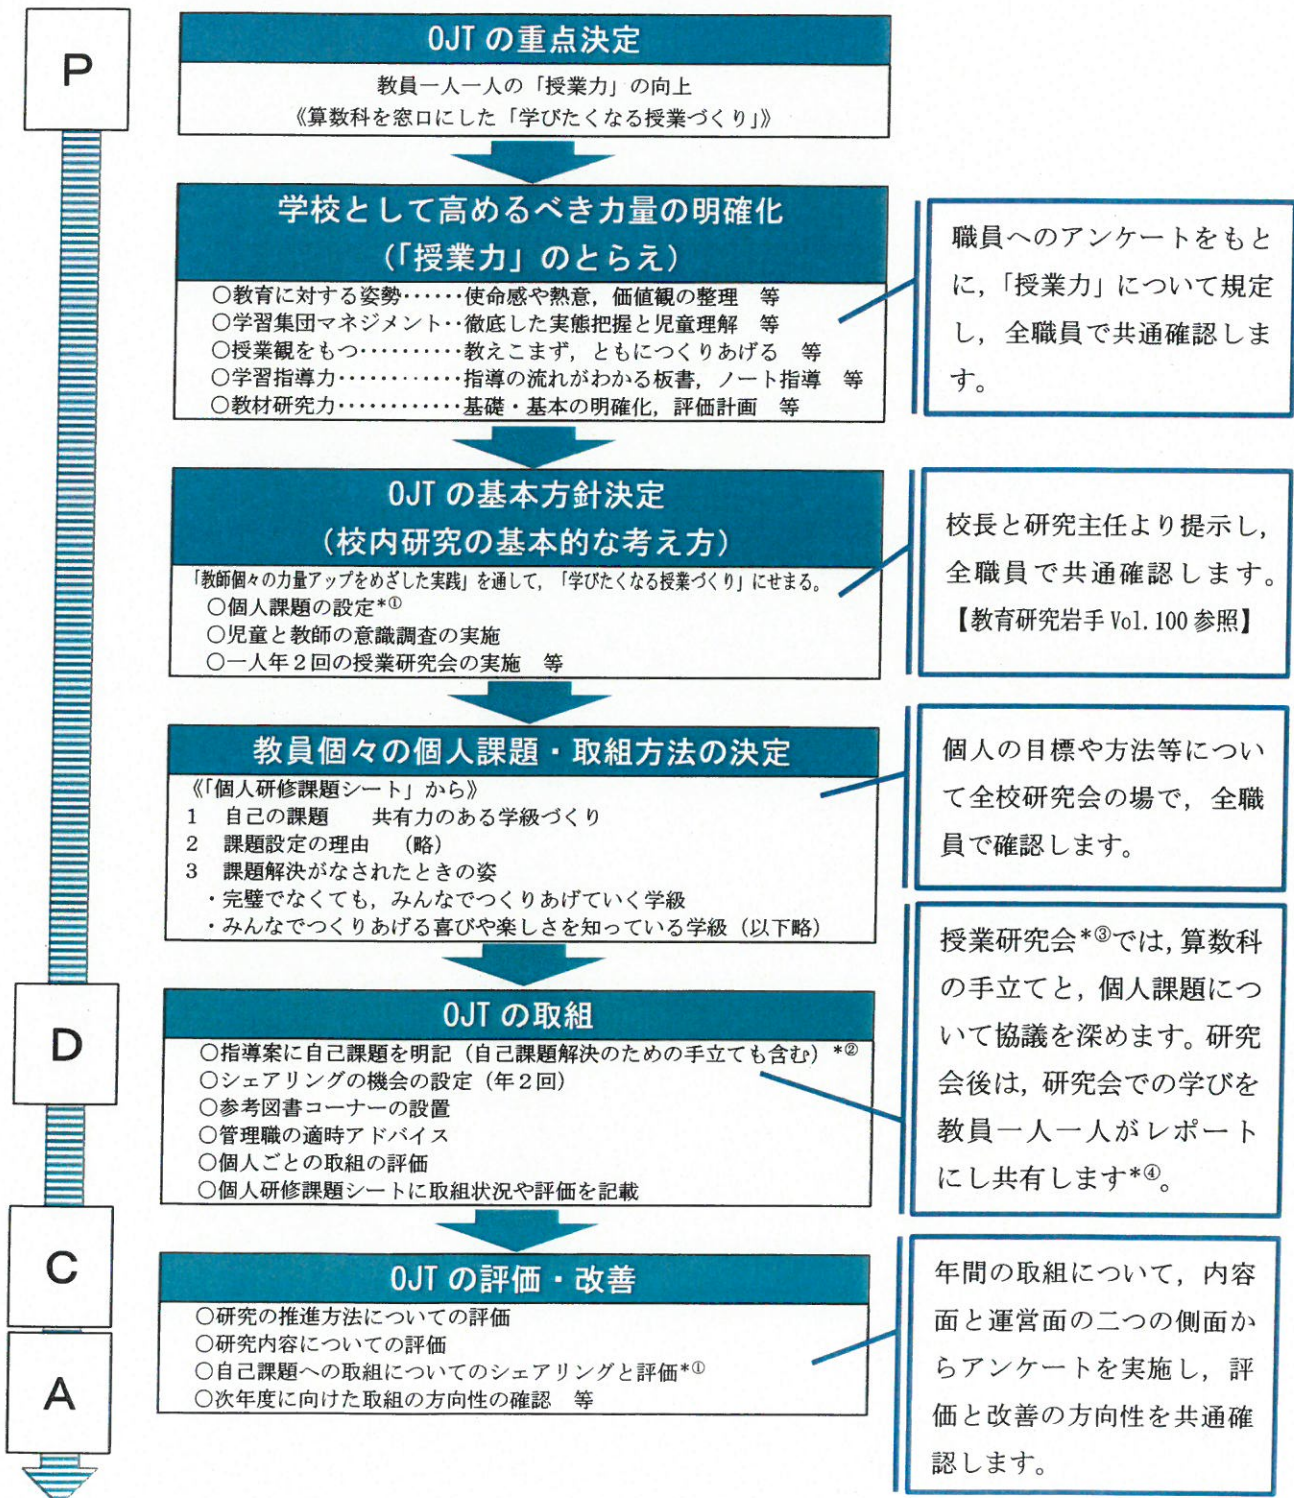 P
OJT の重点決定
教員一人一人の「授業力」の向上
《算数科を窓口にした「学びたくなる授業づくり」》
学校として高めるべき力量の明確化
（「授業力」のとらえ）
○教育に対する姿勢‥‥‥使命感や熱意，価値観の整理　等
○学習集団マネジメント‥徹底した実態把握と児童理解　等
○授業観をもつ‥‥‥‥‥教えこまず，ともにつくりあげる　等
○学習指導力‥‥‥‥‥‥指導の流れがわかる板書，ノート指導　等
○教材研究力‥‥‥‥‥‥基礎・基本の明確化，評価計画　等
職員へのアンケートをもと
に，「授業力」について規定
し，全職員で共通確認しま
す。
OJT の基本方針決定
（校内研究の基本的な考え方）
「教師個々の力量アップをめざした実践」を通して，「学びたくなる授業づくり」にせまる。
○個人課題の設定*①
○児童と教師の意識調査の実施
○一人年２回の授業研究会の実施　等
校長と研究主任より提示し，
全職員で共通確認します。
【教育研究岩手 Vol. 100 参照】
教員個々の個人課題・取組方法の決定
《「個人研修課題シート」から》
1　自己の課題　　共有力のある学級づくり
2　課題設定の理由　（略）
3　課題解決がなされたときの姿
・完璧でなくても，みんなでつくりあげていく学級
・みんなでつくりあげる喜びや楽しさを知っている学級（以下略）
個人の目標や方法等につい
て全校研究会の場で，全職
員で確認します。
D
OJT の取組
○指導案に自己課題を明記（自己課題解決のための手立ても含む）*②
○シェアリングの機会の設定（年２回）
○参考図書コーナーの設置
○管理職の適時アドバイス
○個人ごとの取組の評価
○個人研修課題シートに取組状況や評価を記載
授業研究会*③では，算数科
の手立てと，個人課題につ
いて協議を深めます。研究
会後は，研究会での学びを
教員一人一人がレポート
にし共有します*④。
C
A
OJT の評価・改善
○研究の推進方法についての評価
○研究内容についての評価
○自己課題への取組についてのシェアリングと評価*①
○次年度に向けた取組の方向性の確認　等
年間の取組について，内容
面と運営面の二つの側面か
らアンケートを実施し，評
価と改善の方向性を共通確
認します。